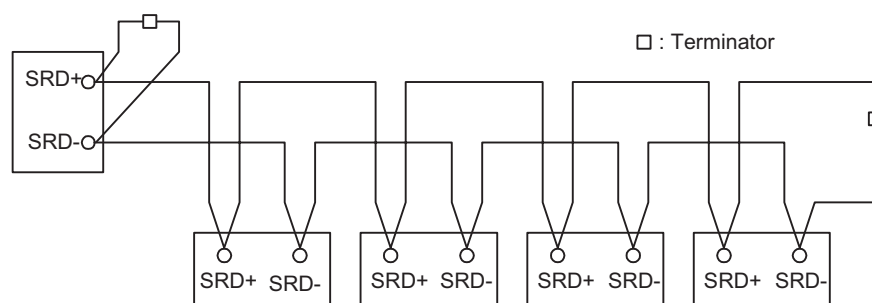 □ : Terminator
SRD+
SRD-
SRD+ SRD- SRD+ SRD- SRD+ SRD- SRD+ SRD-